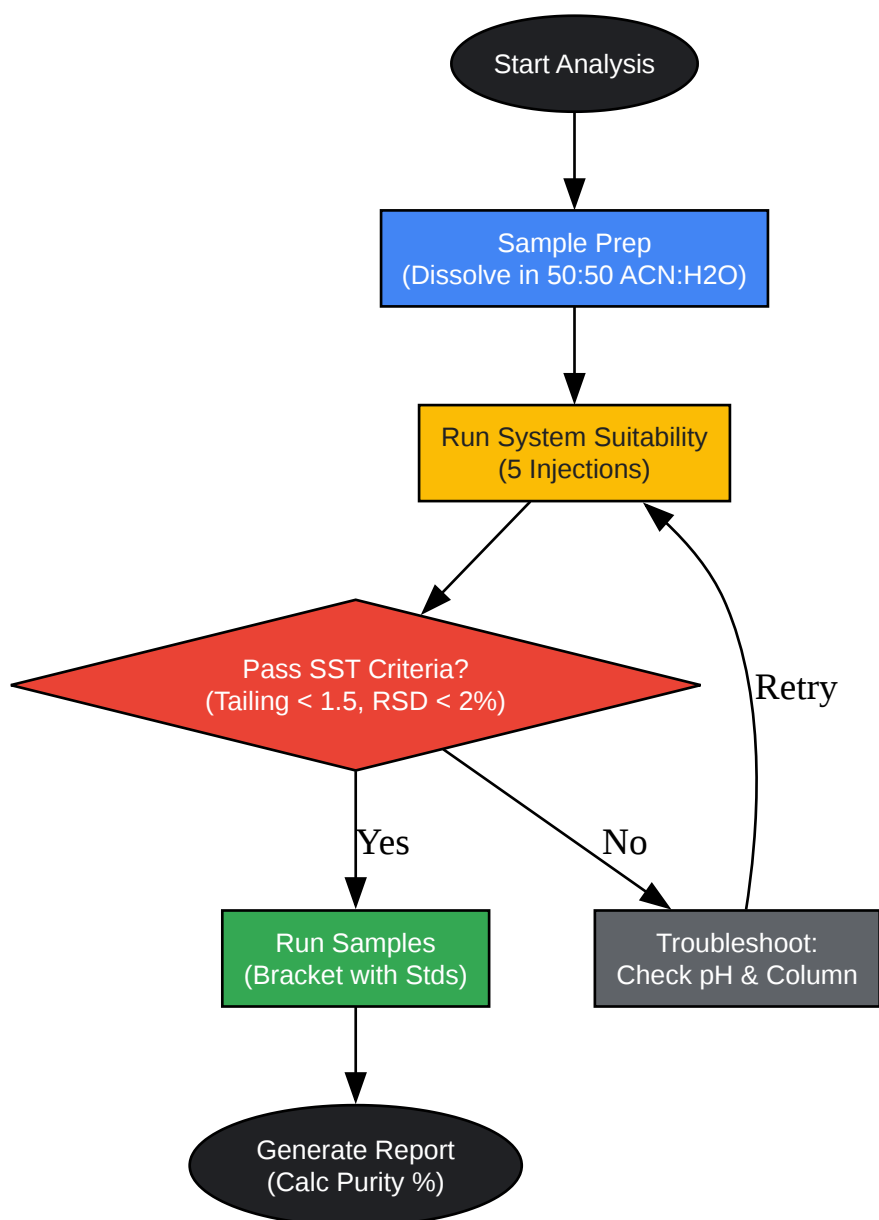 Start Analysis
Sample Prep
(Dissolve in 50:50 ACN:H2O)
Run System Suitability
(5 Injections)
Pass SST Criteria?
(Tailing < 1.5, RSD < 2%)
Retry
Yes
No
Run Samples
(Bracket with Stds)
Troubleshoot:
Check pH & Column
Generate Report
(Calc Purity %)